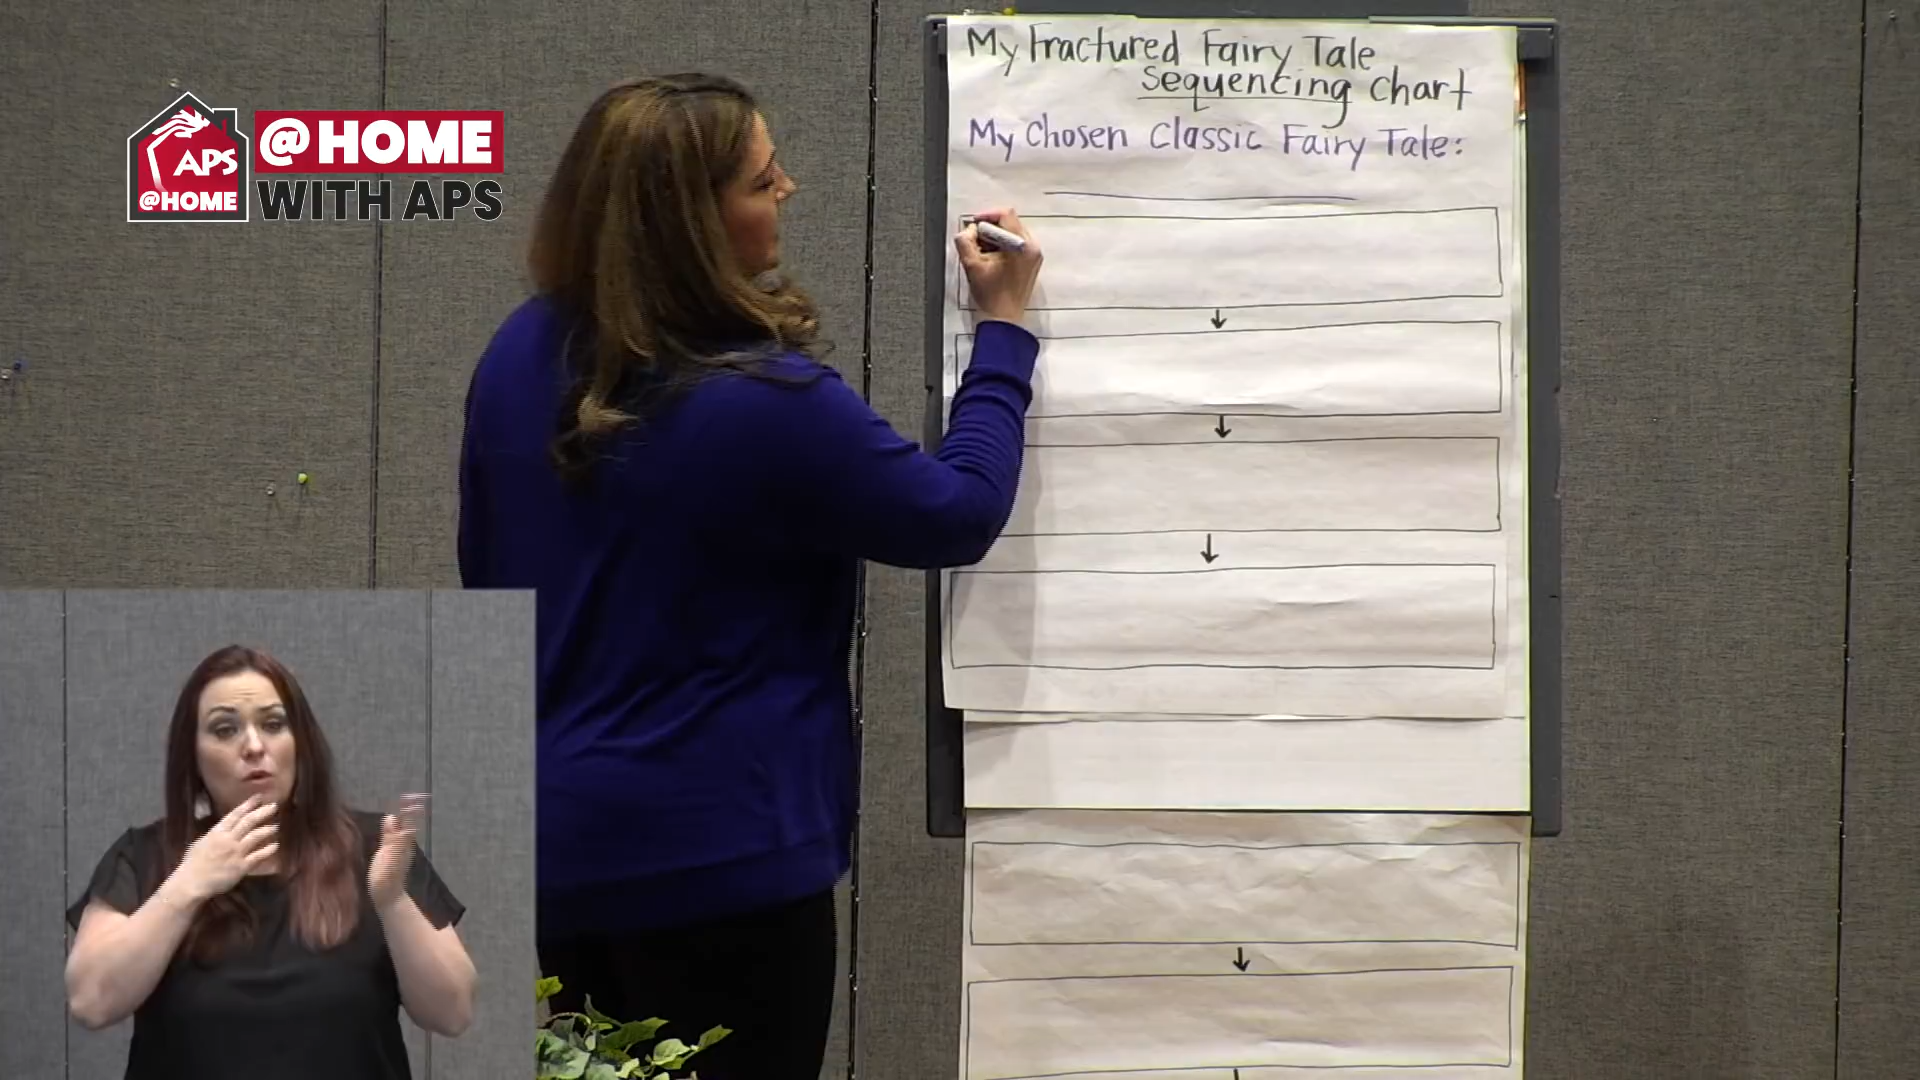 APS
@HOME
@HOME
WITH APS
My Fractured Fairy Tale
Sequencing Chart
My Chosen Classic Fairy Tale: